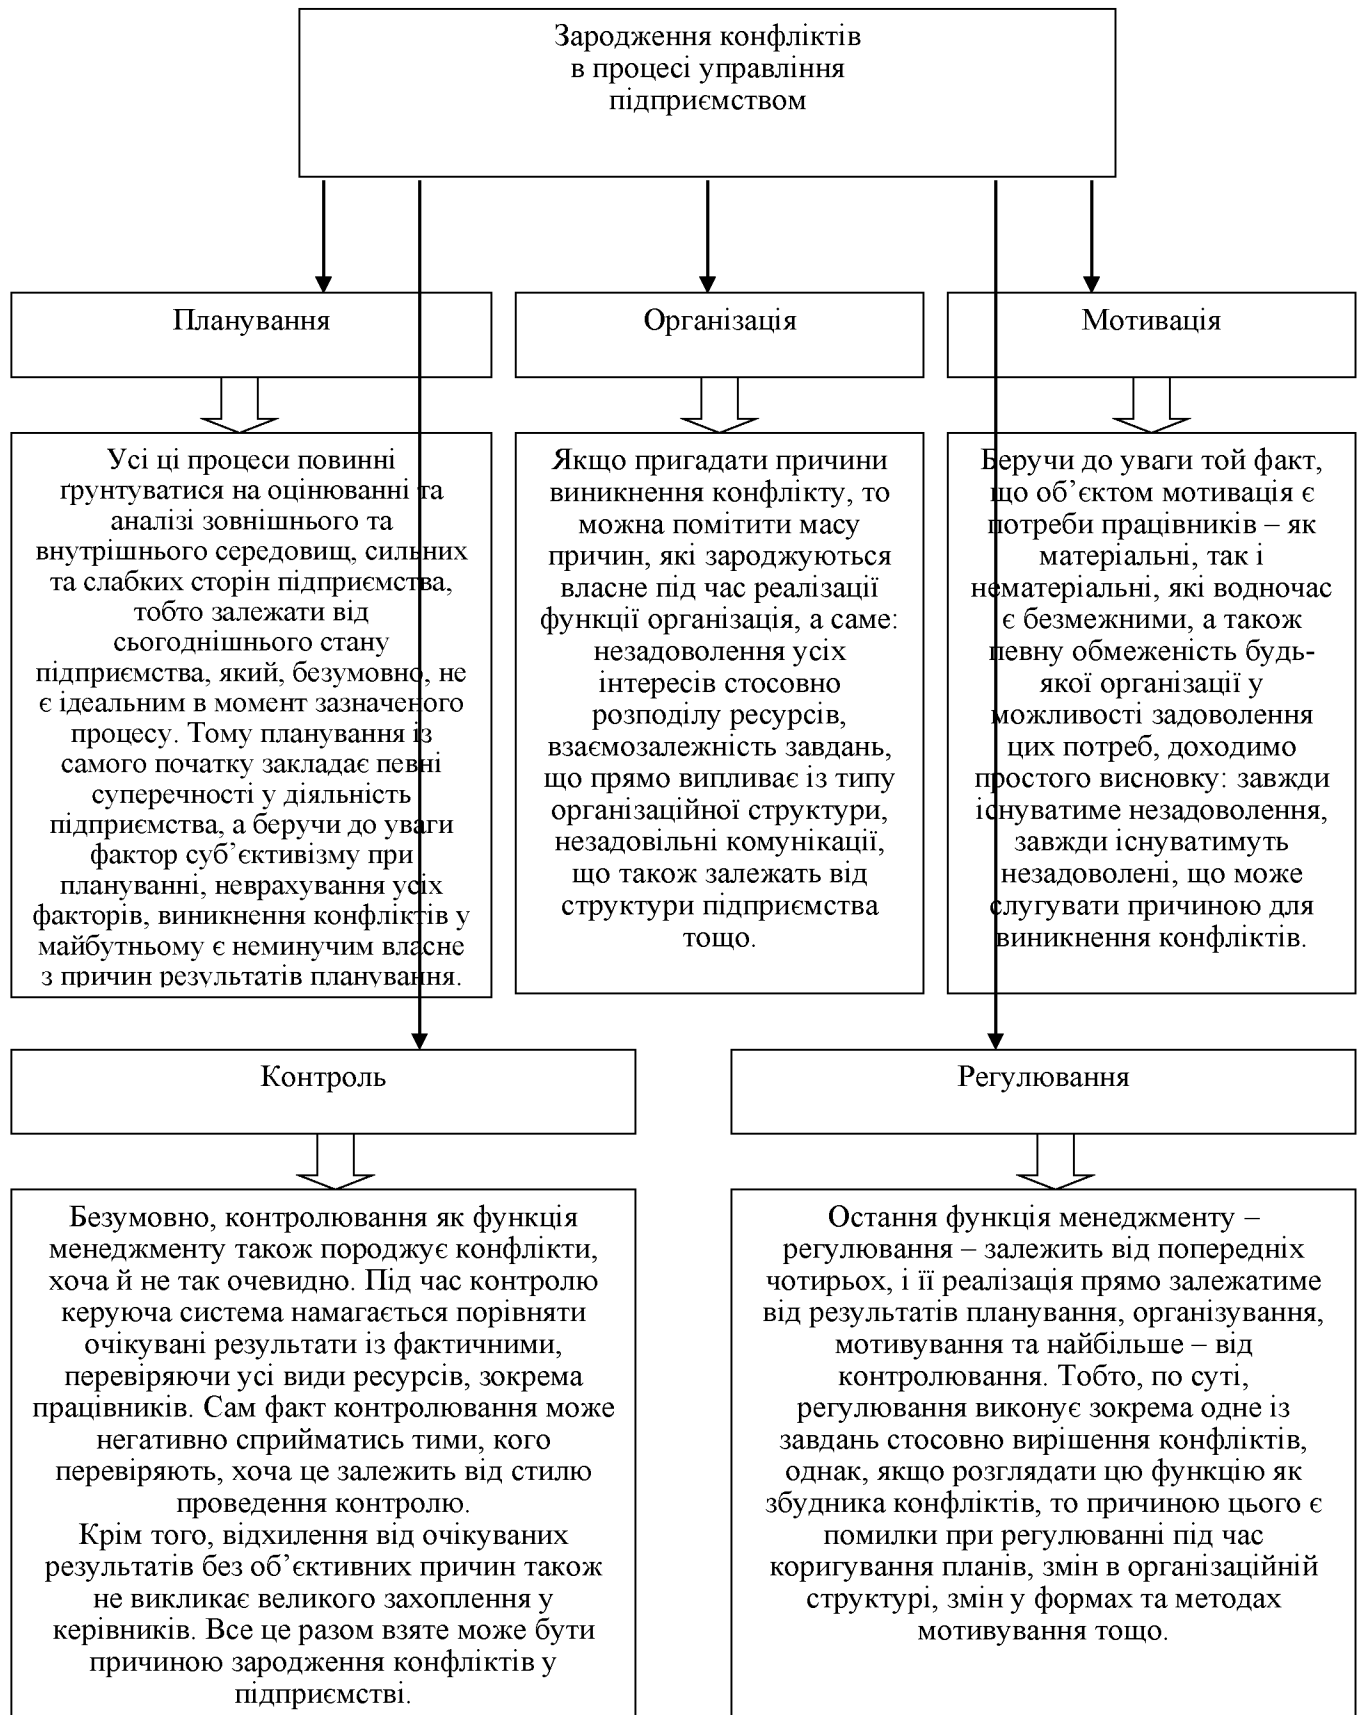 Зародження конфліктів
в процесі управління
підприємством
Планування
Організація
Мотивація
Усі ці процеси повинні
ґрунтуватися на оцінюванні та
аналізі зовнішнього та
внутрішнього середовищ, сильних
та слабких сторін підприємства,
тобто залежати від
сьогоднішнього стану
підприємства, який, безумовно, не
є ідеальним в момент зазначеного
процесу. Тому планування із
самого початку закладає певні
суперечності у діяльність
підприємства, а беручи до уваги
фактор суб’єктивізму при
плануванні, неврахування усіх
факторів, виникнення конфліктів у
майбутньому є неминучим власне
з причин результатів планування.
Якщо пригадати причини
виникнення конфлікту, то
можна помітити масу
причин, які зароджуються
власне під час реалізації
функції організація, а саме:
незадоволення усіх
інтересів стосовно
розподілу ресурсів,
взаємозалежність завдань,
що прямо випливає із типу
організаційної структури,
незадовільні комунікації,
що також залежать від
структури підприємства
тощо.
Беручи до уваги той факт,
що об’єктом мотивація є
потреби працівників – як
матеріальні, так і
нематеріальні, які водночас
є безмежними, а також
певну обмеженість будь-
якої організації у
можливості задоволення
цих потреб, доходимо
простого висновку: завжди
існуватиме незадоволення,
завжди існуватимуть
незадоволені, що може
слугувати причиною для
виникнення конфліктів.
Контроль
Регулювання
Безумовно, контролювання як функція
менеджменту також породжує конфлікти,
хоча й не так очевидно. Під час контролю
керуюча система намагається порівняти
очікувані результати із фактичними,
перевіряючи усі види ресурсів, зокрема
працівників. Сам факт контролювання може
негативно сприйматись тими, кого
перевіряють, хоча це залежить від стилю
проведення контролю.
Крім того, відхилення від очікуваних
результатів без об’єктивних причин також
не викликає великого захоплення у
керівників. Все це разом взяте може бути
причиною зародження конфліктів у
підприємстві.
Остання функція менеджменту –
регулювання – залежить від попередніх
чотирьох, і її реалізація прямо залежатиме
від результатів планування, організування,
мотивування та найбільше – від
контролювання. Тобто, по суті,
регулювання виконує зокрема одне із
завдань стосовно вирішення конфліктів,
однак, якщо розглядати цю функцію як
збудника конфліктів, то причиною цього є
помилки при регулюванні під час
коригування планів, змін в організаційній
структурі, змін у формах та методах
мотивування тощо.